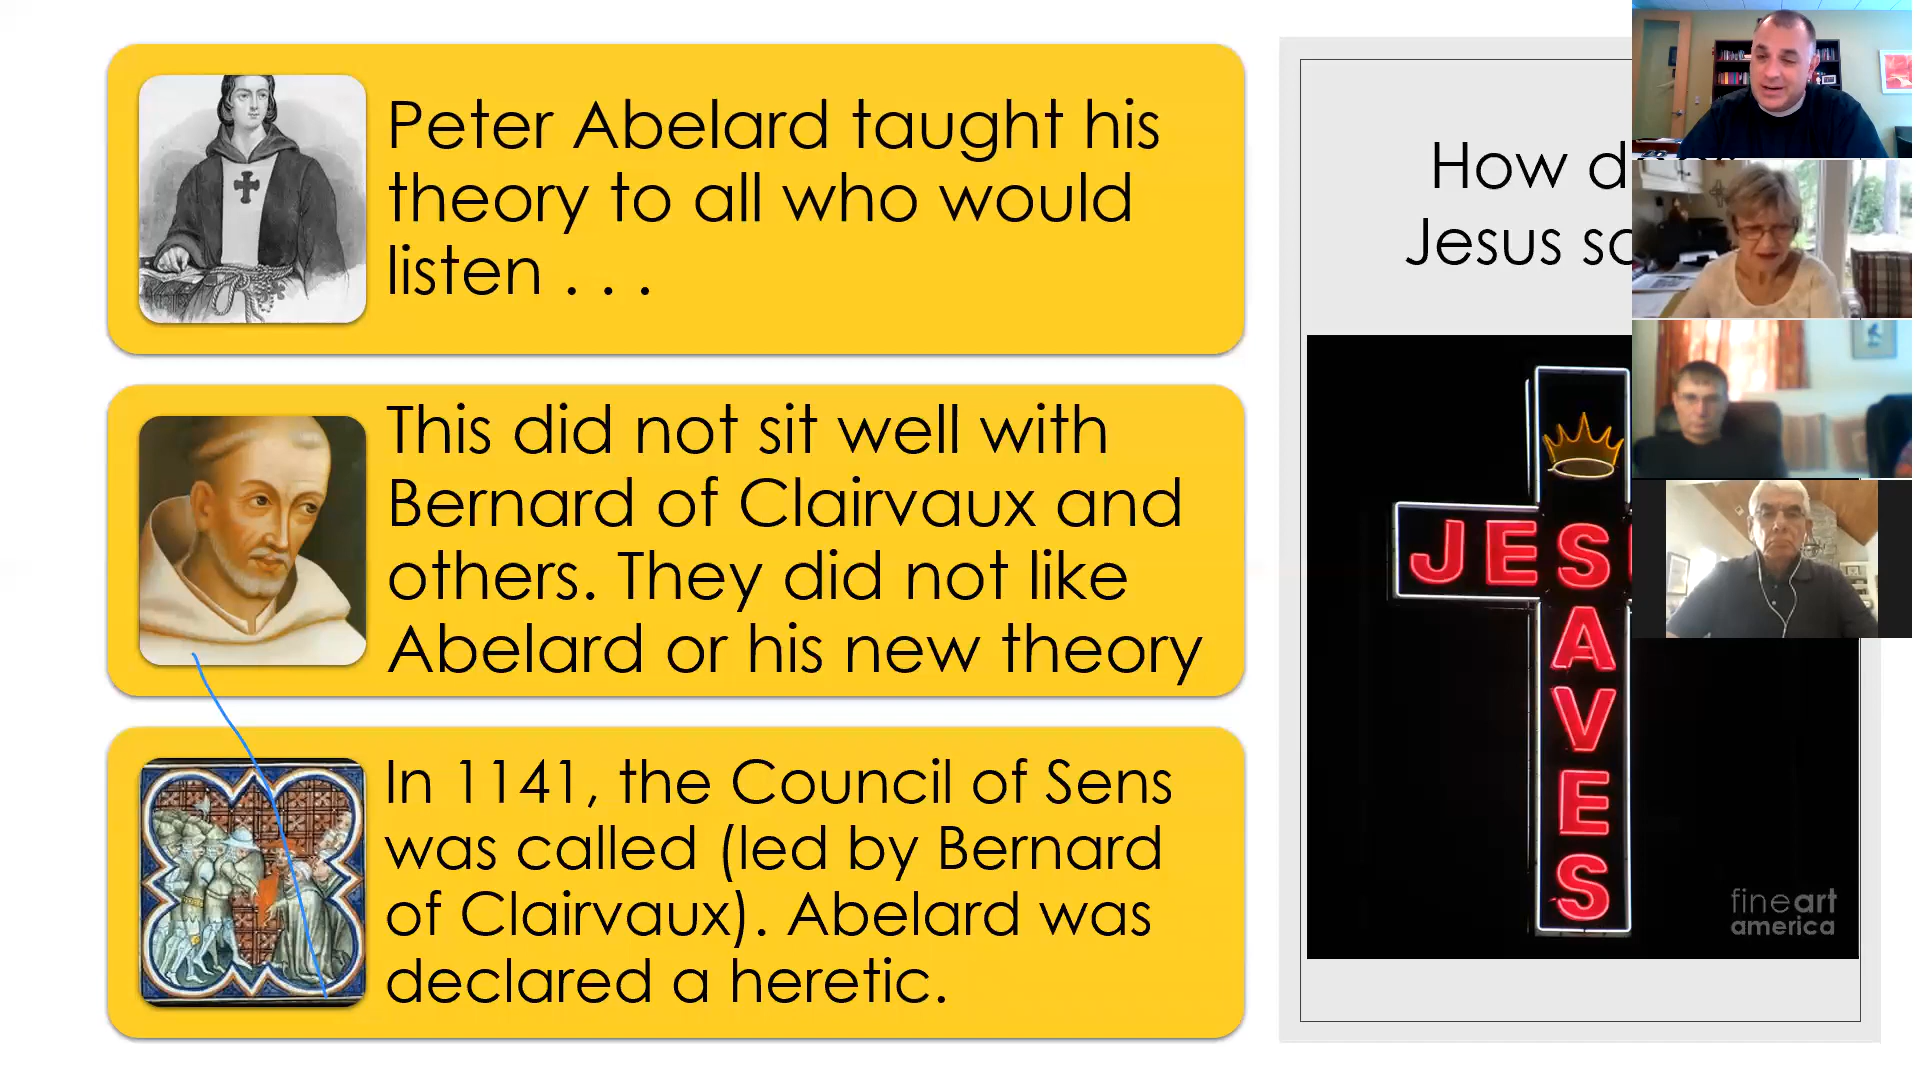 Peter Abelard taught his
theory to all who would
listen . . .
This did not sit well with
Bernard of Clairvaux and
others. They did not like
Abelard or his new theory
In 1141, the Council of Sens
was called (led by Bernard
of Clairvaux). Abelard was
declared a heretic.
How
Jesus
JES
SAVES
fineart
america